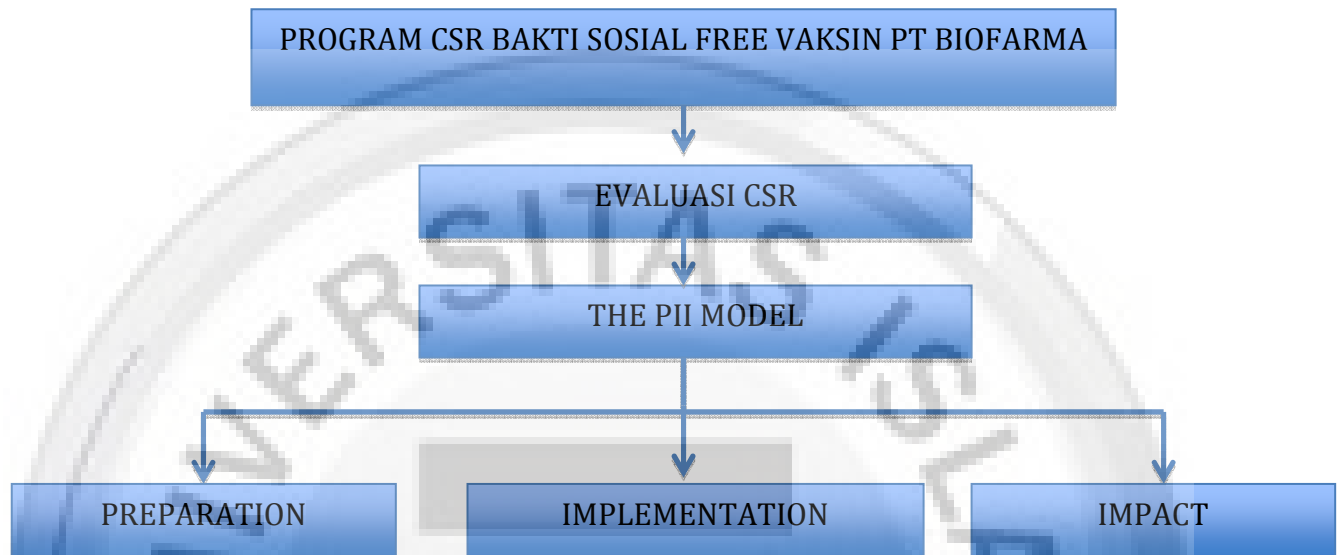 PROGRAM CSR BAKTI SOSIAL FREE VAKSIN PT BIOFARMA
EVALUASI CSR
THE PII MODEL
PREPARATION
IMPLEMENTATION
IMPACT